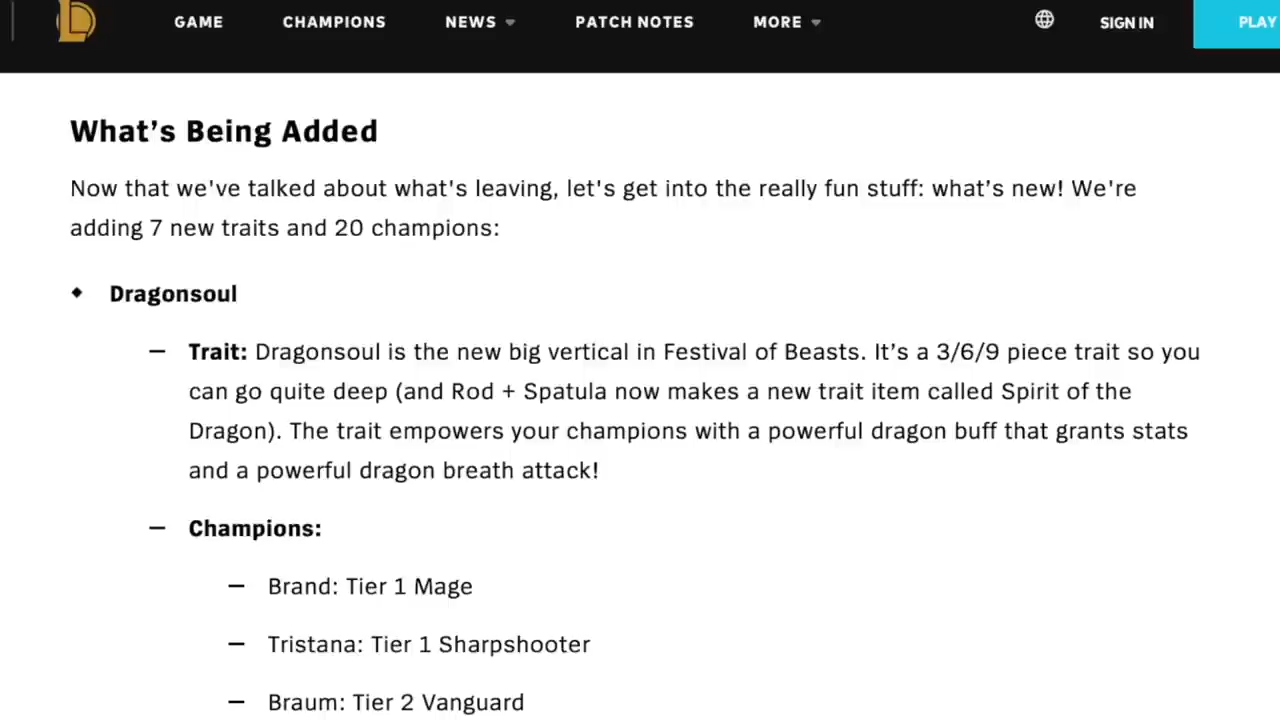 GAME CHAMPIONS NEWS PATCH NOTES MORE SIGN IN PLAY
What’s Being Added
Now that we've talked about what's leaving, let's get into the really fun stuff: what’s new! We're
adding 7 new traits and 20 champions:
Dragonsoul
— Trait: Dragonsoul is the new big vertical in Festival of Beasts. It’s a 3/6/9 piece trait so you
can go quite deep (and Rod + Spatula now makes a new trait item called Spirit of the
Dragon). The trait empowers your champions with a powerful dragon buff that grants stats
and a powerful dragon breath attack!
— Champions:
— Brand: Tier 1 Mage
— Tristana: Tier 1 Sharpshooter
— Braum: Tier 2 Vanguard